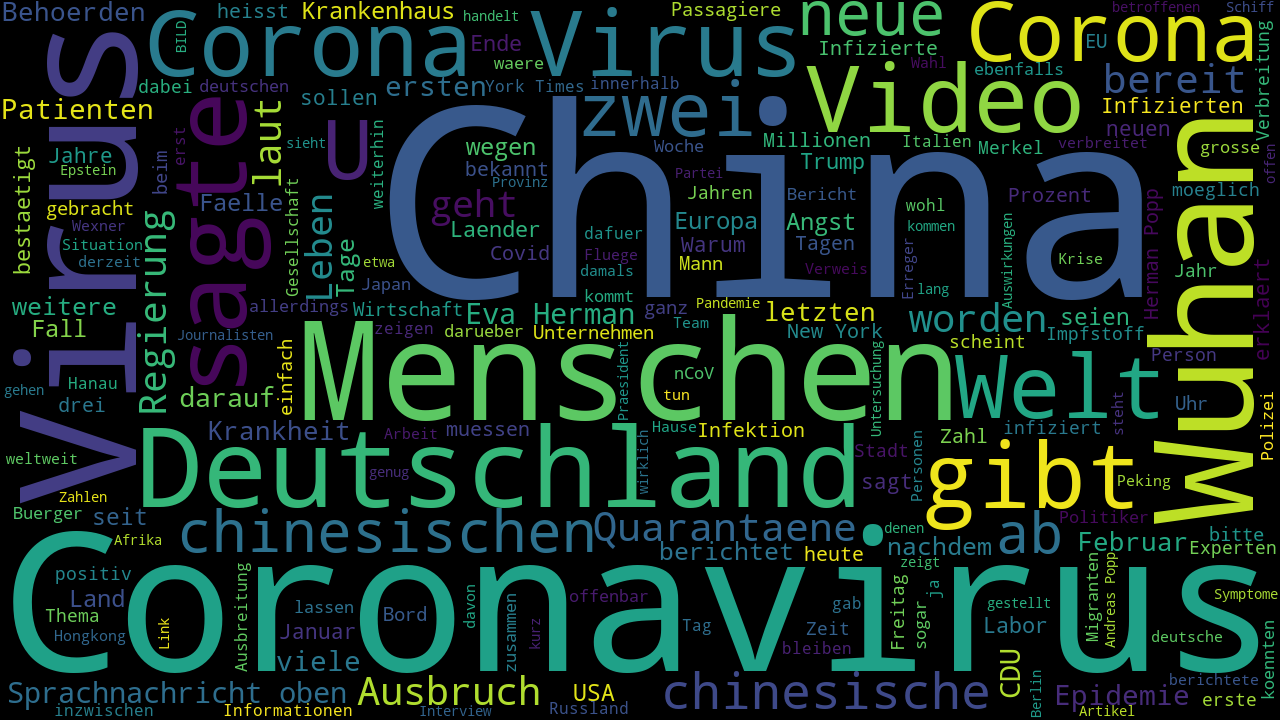 Behoerden
heisst
Krankenhaus
handelt
Passagiere
neue
betroffenen
Schiff
Corona
Virus
Corona
BILD
Ende
waere
Infizierte
EU
Verbreitung
Wahl
dabei
deutschen
ersten
York Times
innerhalb
ebenfalls
bereit
Video
Virus
Patienten
sollen
zwei
Infizierten
sagte
laut
U
China
Wuhan
neuen
erst
weiterhin
Millionen
Italien
Merkel
verbreitet
grosse
offen
bestaetigt
Jahre
Epstein
beim
sieht
wegen
bekannt
Woche
Trump
Partei
Provinz
Jahren
Bericht
Prozent
moeglich
gebracht
Wexner
Faelle
Gesellschaft
Leben
geht
Laender
dafuer
Europa
Angst
wohl
kommen
Herman Popp
Situation
derzeit
Regierung
Tage
etwa
Covid
Fluege
damals
Warum
Mann
Tagen
Verweis
Erreger
lang
Auswirkungen
Krise
Jahr
erklaert
Japan
weitere
allerdings
Wirtschaft
Eva Herman
kommt
ganz
Pandemie
letzten
worden
seien
Fall
Journalisten
zeigen
darueber
Unternehmen
Team
New York
Impfstoff
scheint
Person
einfach
Menschen
Praesident
nCoV
tun
Untersuchung
Welt
gehen
Hanau
drei
darauf
steht
Uhr
Polizei
Krankheit
Arbeit
muessen
Hause
Infektion
Zahl
infiziert
weltweit
Deutschland
genug
wirklich
Stadt
sagt
Personen
gibt
Peking
Zahlen
Buerger
seit
chinesischen
Quarantaene
denen
ab
Politiker
bitte
Afrika
berichtet
heute
nachdem
Februar
Experten
zeigt
Coronavirus
positiv
Land
Thema
Hongkong
Link
Ausbreitung
lassen
Januar
viele
Bord
davon
zusammen
kurz
offenbar
Tag
gab
Zeit
bleiben
Freitag
sogar
ja
gestellt
Labor
Migranten
Andreas Popp
Symptome
deutsche
koennten
Sprachnachricht oben
inzwischen
Informationen
Ausbruch
Interview
USA
Russland
chinesische
CDU
Berlin
Epidemie
Artikel
berichtete
erste